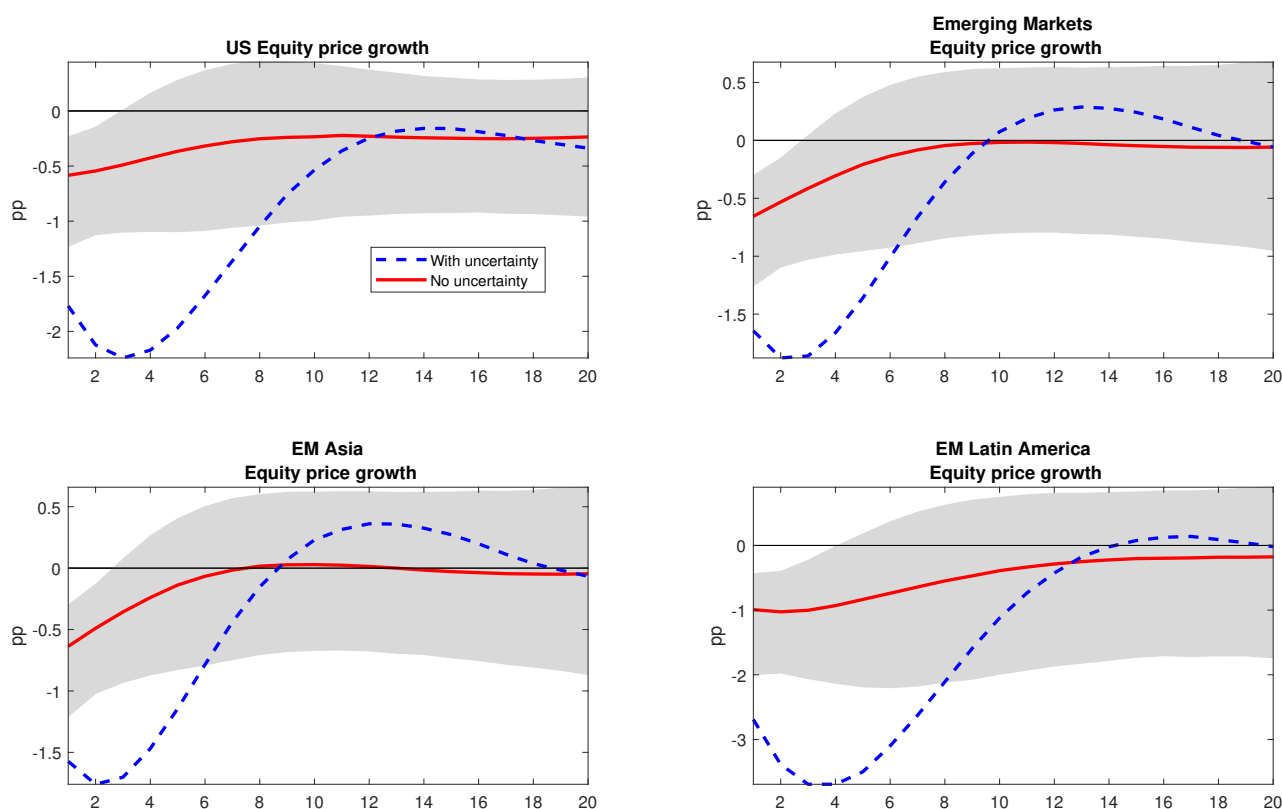 US Equity price growth
0
-0.5
-1
-1.5
-2
pp
With uncertainty
No uncertainty
2 4 6 8 10 12 14 16 18 20
Emerging Markets
Equity price growth
0.5
0
-0.5
-1
-1.5
pp
2 4 6 8 10 12 14 16 18 20
EM Asia
Equity price growth
0.5
0
-0.5
-1
-1.5
pp
2 4 6 8 10 12 14 16 18 20
EM Latin America
Equity price growth
0
-1
-2
-3
pp
2 4 6 8 10 12 14 16 18 20